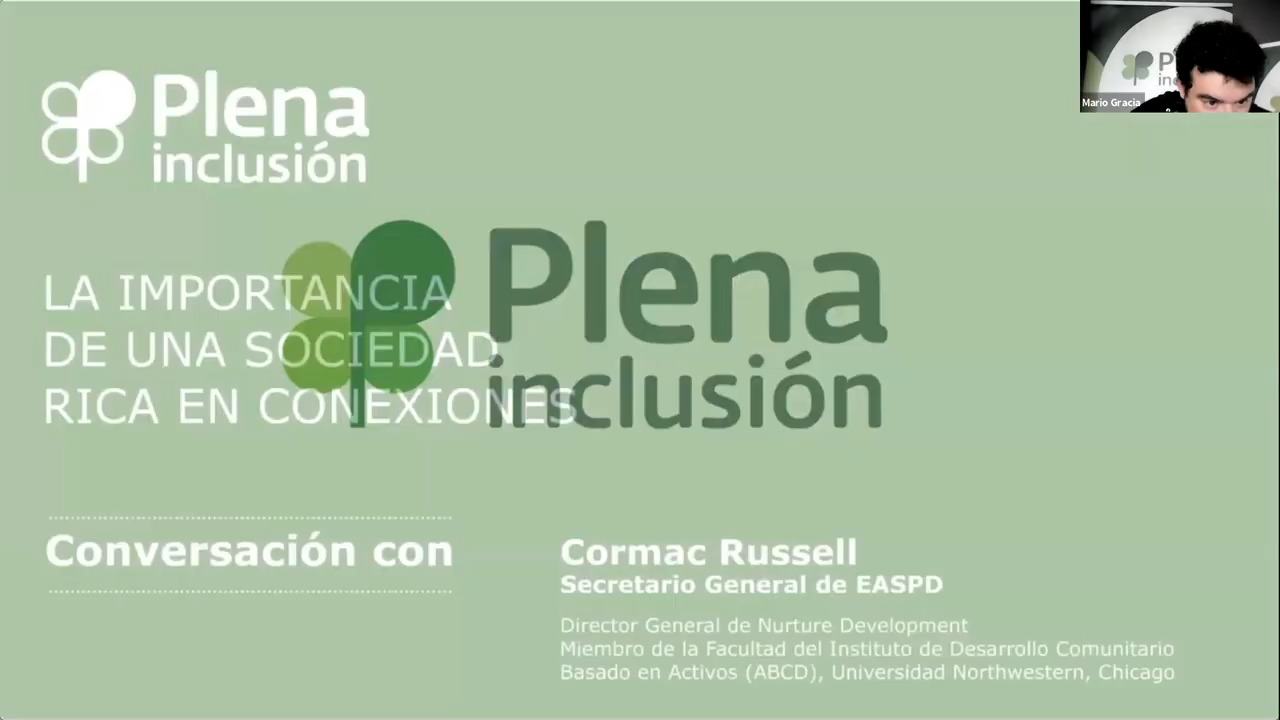 Plena
inclusión
Plena
inclusión
LA IMPORTANCIA
DE UNA SOCIEDAD
RICA EN CONEXIONES
Conversación con
Cormac Russell
Secretario General de EASPD
Director General de Nurture Development
Miembro de la Facultad del Instituto de Desarrollo Comunitario
Basado en Activos (ABCD), Universidad Northwestern, Chicago
Mario Gracia